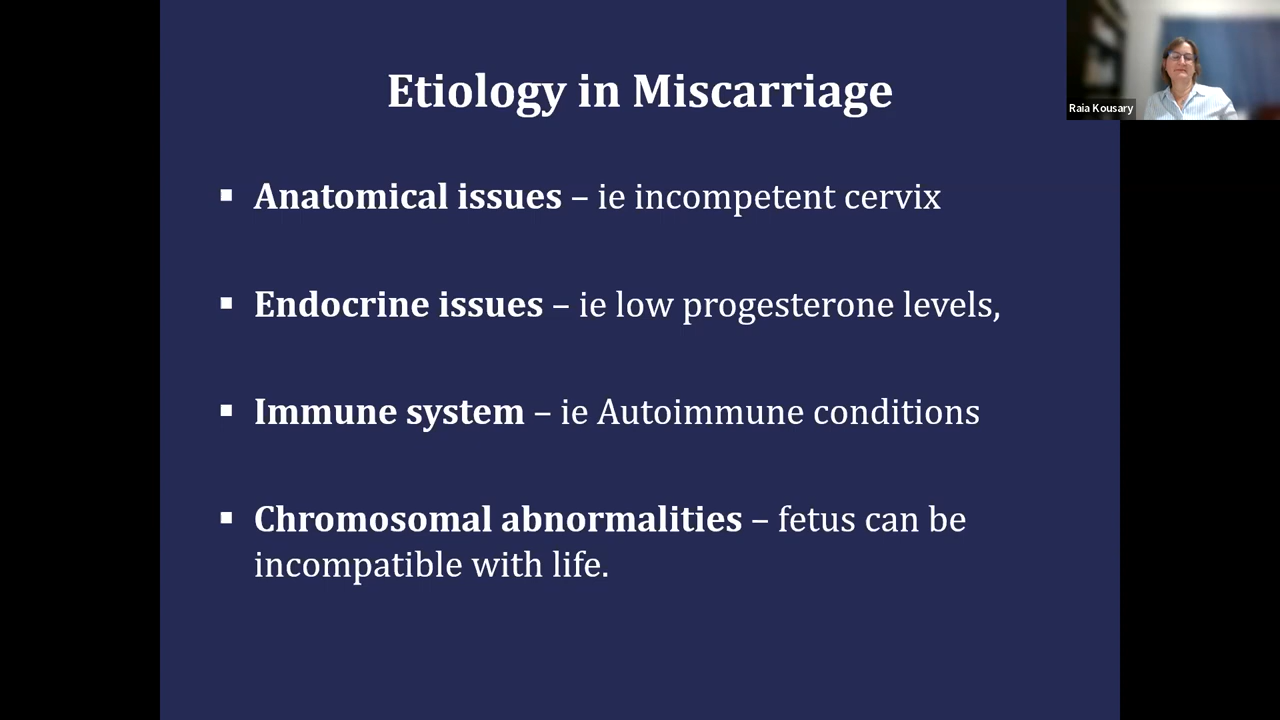 Etiology in Miscarriage
Raia Kousary
▪ Anatomical issues – ie incompetent cervix
▪ Endocrine issues – ie low progesterone levels,
▪ Immune system – ie Autoimmune conditions
▪ Chromosomal abnormalities – fetus can be
incompatible with life.